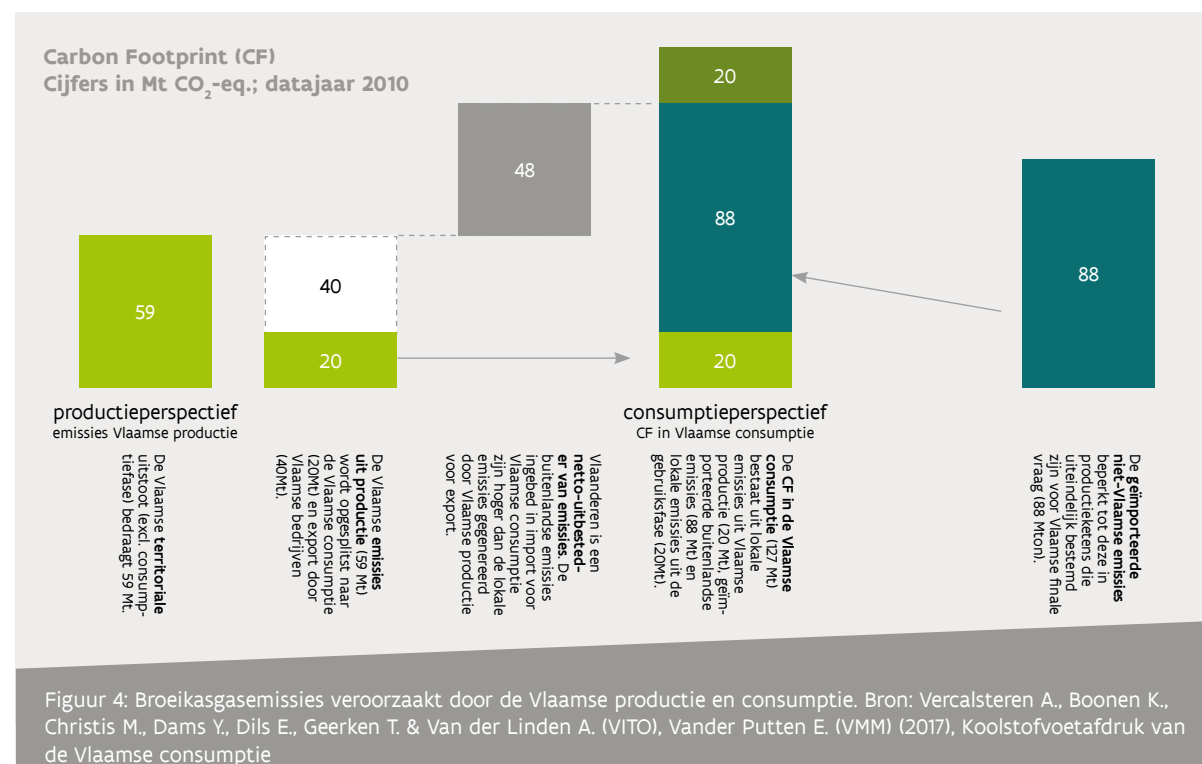 Carbon Footprint (CF)
Cijfers in Mt CO₂-eq.; datajaar 2010
59
40
20
48
20
88
20
88
productieperspectief
emissies Vlaamse productie
consumptieperspectief
CF in Vlaamse consumptie
De Vlaamse territoriale
uitstoot (excl. consump-
tiefase) bedraagt 59 Mt.
De Vlaamse emissies
uit productie (59 Mt)
wordt opgesplitst naar
de Vlaamse consumptie
(20Mt) en export door
Vlaamse bedrijven
(40Mt).
Vlaanderen is een
netto-uitbested-
er van emissies. De
buitenlandse emissies
ingebed in import voor
Vlaamse consumptie
zijn hoger dan de lokale
emissies gegenereerd
door Vlaamse productie
voor export.
De CF in de Vlaamse
consumptie (127 Mt)
bestaat uit lokale
emissies uit Vlaamse
productie (20 Mt), geïm-
porteerde buitenlandse
emissies (88 Mt) en
lokale emissies uit de
gebruiksfase (20Mt).
De geïmporteerde
niet-Vlaamse emissies
beperkt tot deze in
productieketens die
uiteindelijk bestemd
zijn voor Vlaamse finale
vraag (88 Mton).
Figuur 4: Broeikasgasemissies veroorzaakt door de Vlaamse productie en consumptie. Bron: Vercalsteren A., Boonen K.,
Christis M., Dams Y., Dils E., Geerken T. & Van der Linden A. (VITO), Vander Putten E. (VMM) (2017), Koolstofvoetafdruk van
de Vlaamse consumptie